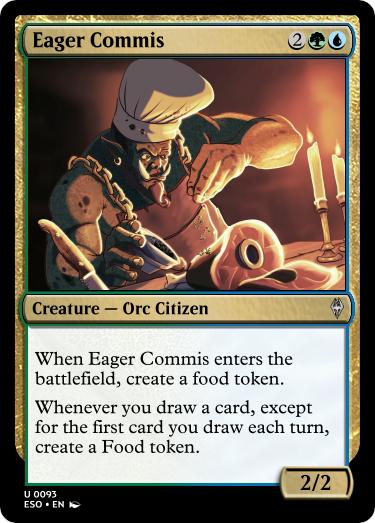 Eager Commis 2
Creature — Orc Citizen
When Eager Commis enters the
battlefield, create a food token.
Whenever you draw a card, except
for the first card you draw each turn,
create a Food token.
2/2
U 0093
ESO • EN